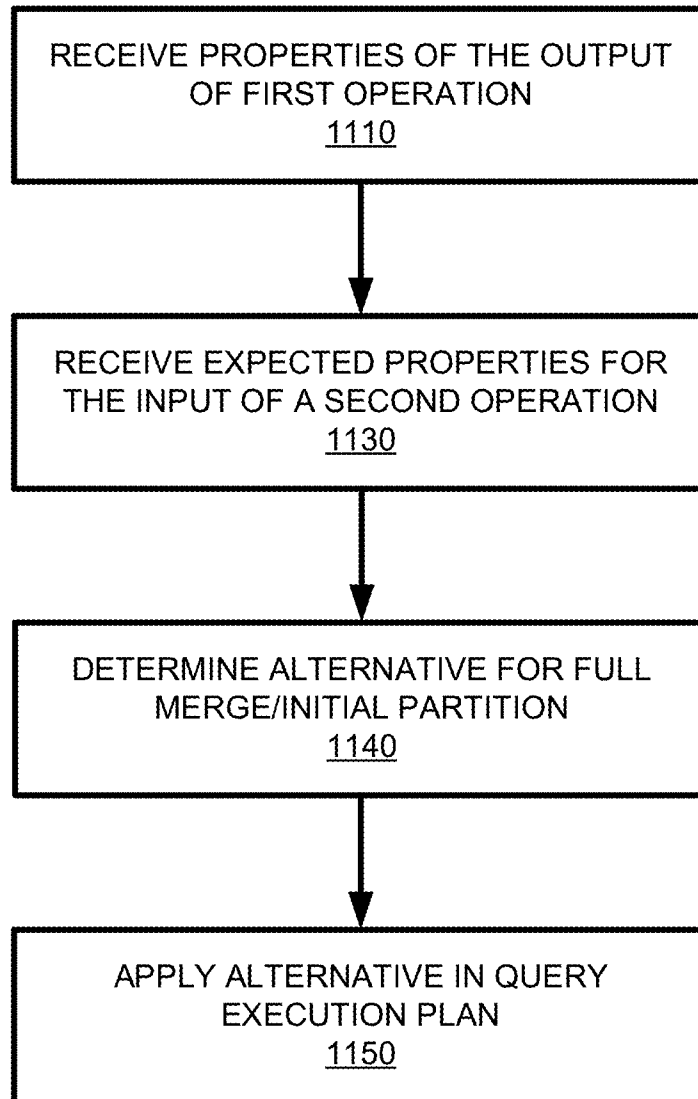 RECEIVE PROPERTIES OF THE OUTPUT
OF FIRST OPERATION
1110
RECEIVE EXPECTED PROPERTIES FOR
THE INPUT OF A SECOND OPERATION
1130
DETERMINE ALTERNATIVE FOR FULL
MERGE/INITIAL PARTITION
1140
APPLY ALTERNATIVE IN QUERY
EXECUTION PLAN
1150